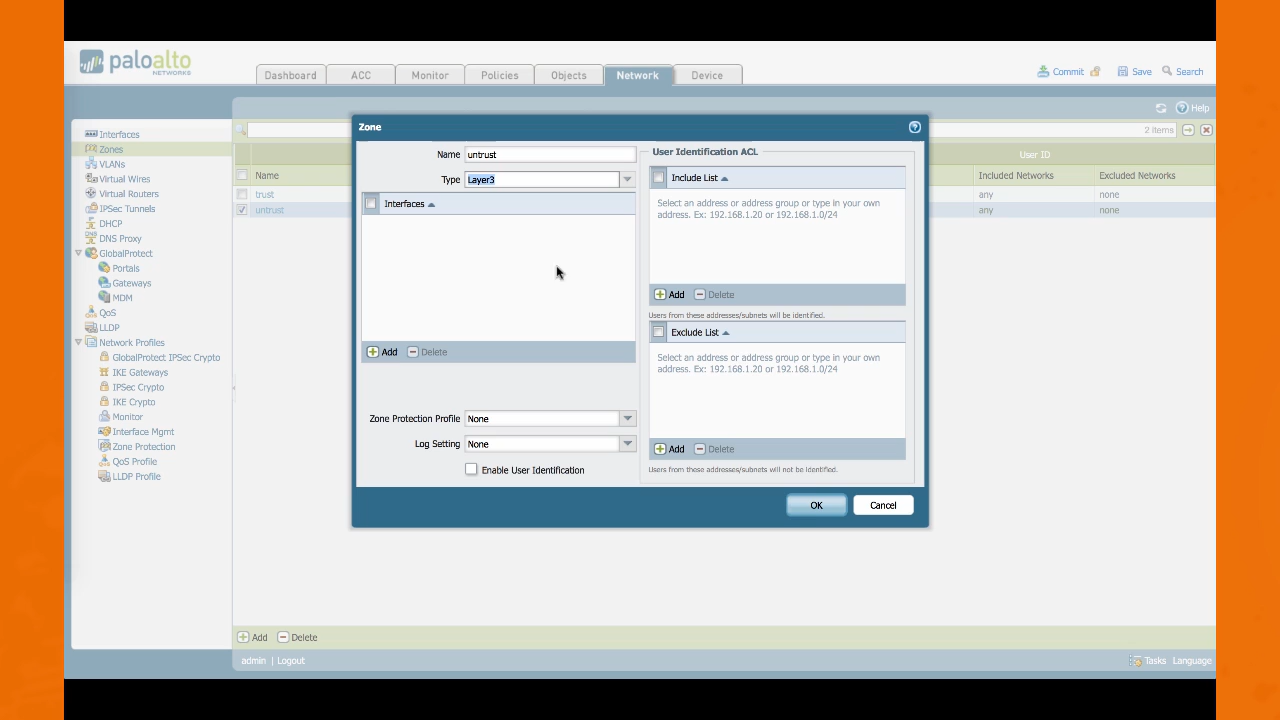 paloalto
NETWORKS
Dashboard ACC Monitor Policies Objects Network Device
Commit Save Search
Help
2 items
Interfaces
Zones
VLANs
Virtual Wires
Virtual Routers
IPSec Tunnels
DHCP
DNS Proxy
GlobalProtect
Portals
Gateways
MDM
QoS
LLDP
Network Profiles
GlobalProtect IPSec Crypto
IKE Gateways
IPSec Crypto
IKE Crypto
Monitor
Interface Mgmt
Zone Protection
QoS Profile
LLDP Profile
User ID
Name Included Networks Excluded Networks
trust any none
untrust any none
Zone
Name untrust
Type Layer3
Interfaces
Add Delete
Zone Protection Profile None
Log Setting None
Enable User Identification
User Identification ACL
Include List
Select an address or address group or type in your own
address. Ex: 192.168.1.20 or 192.168.1.0/24
Add Delete
Users from these addresses/subnets will be identified.
Exclude List
Select an address or address group or type in your own
address. Ex: 192.168.1.20 or 192.168.1.0/24
Add Delete
Users from these addresses/subnets will not be identified.
OK Cancel
Add Delete
admin | Logout
Tasks Language